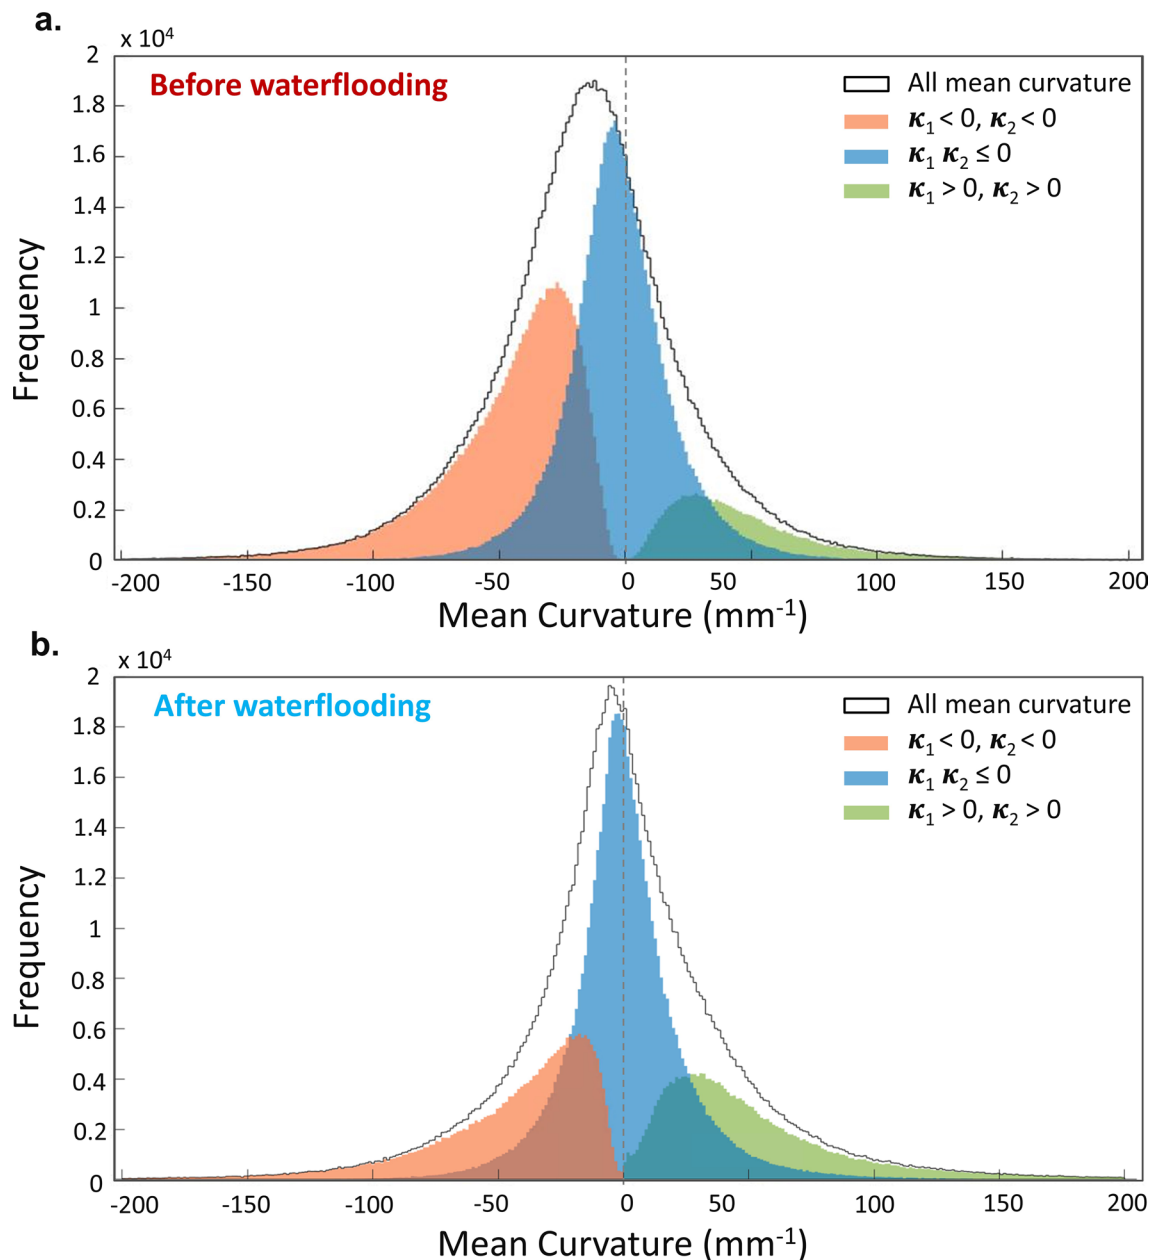 a.
x 10⁴
Before waterflooding
All mean curvature
κ₁ < 0, κ₂ < 0
κ₁ κ₂ ≤ 0
κ₁ > 0, κ₂ > 0
2
1.8
1.6
1.4
1.2
1
0.8
0.6
0.4
0.2
0
Frequency
-200 -150 -100 -50 0 50 100 150 200
Mean Curvature (mm⁻¹)
b.
x 10⁴
After waterflooding
All mean curvature
κ₁ < 0, κ₂ < 0
κ₁ κ₂ ≤ 0
κ₁ > 0, κ₂ > 0
2
1.8
1.6
1.4
1.2
1
0.8
0.6
0.4
0.2
0
Frequency
-200 -150 -100 -50 0 50 100 150 200
Mean Curvature (mm⁻¹)